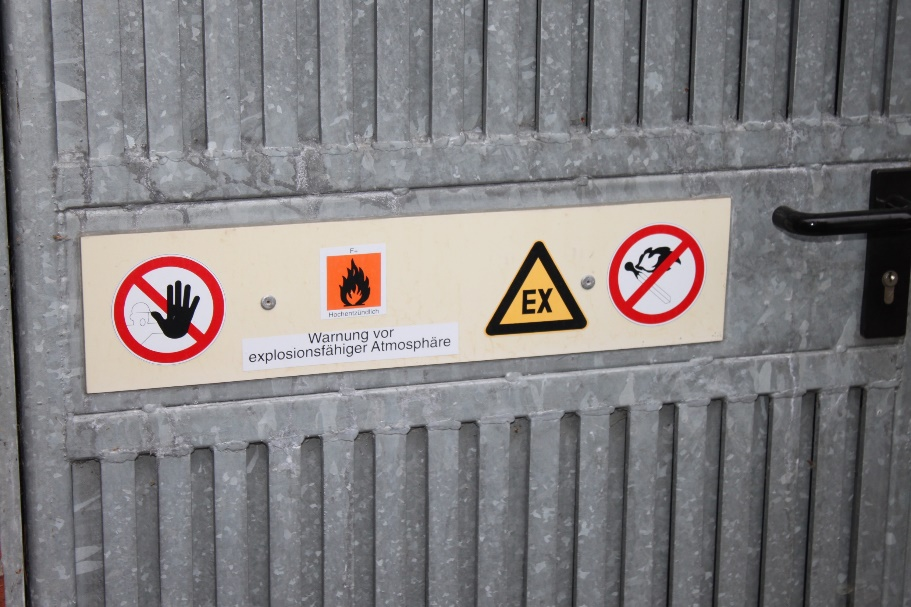 F+
Hochentzündlich
Warnung vor
explosionsfähiger Atmosphäre
EX